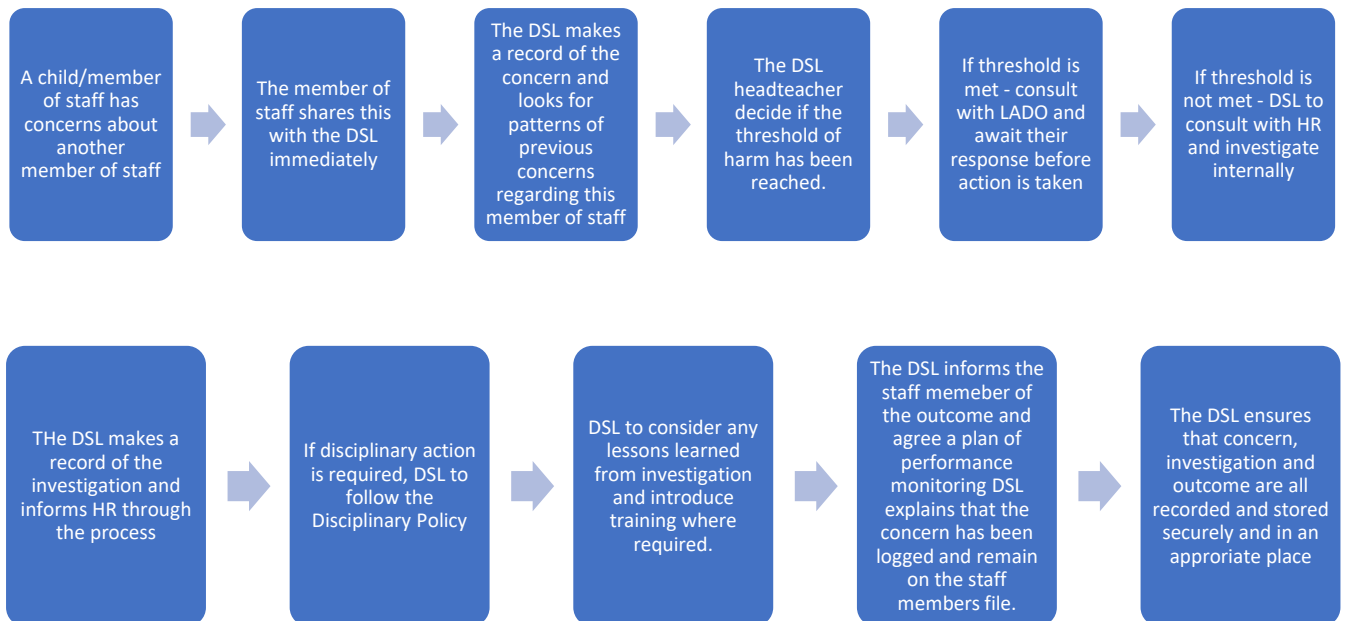 A child/member
of staff has
concerns about
another
member of staff
The member of
staff shares this
with the DSL
immediately
The DSL makes
a record of the
concern and
looks for
patterns of
previous
concerns
regarding this
member of staff
The DSL
headteacher
decide if the
threshold of
harm has been
reached.
If threshold is
met - consult
with LADO and
await their
response before
action is taken
If threshold is
not met - DSL to
consult with HR
and investigate
internally
THe DSL makes a
record of the
investigation and
informs HR through
the process
If disciplinary action
is required, DSL to
follow the
Disciplinary Policy
DSL to consider any
lessons learned
from investigation
and introduce
training where
required.
The DSL informs the
staff memeber of
the outcome and
agree a plan of
performance
monitoring DSL
explains that the
concern has been
logged and remain
on the staff
members file.
The DSL ensures
that concern,
investigation and
outcome are all
recorded and stored
securely and in an
approriate place